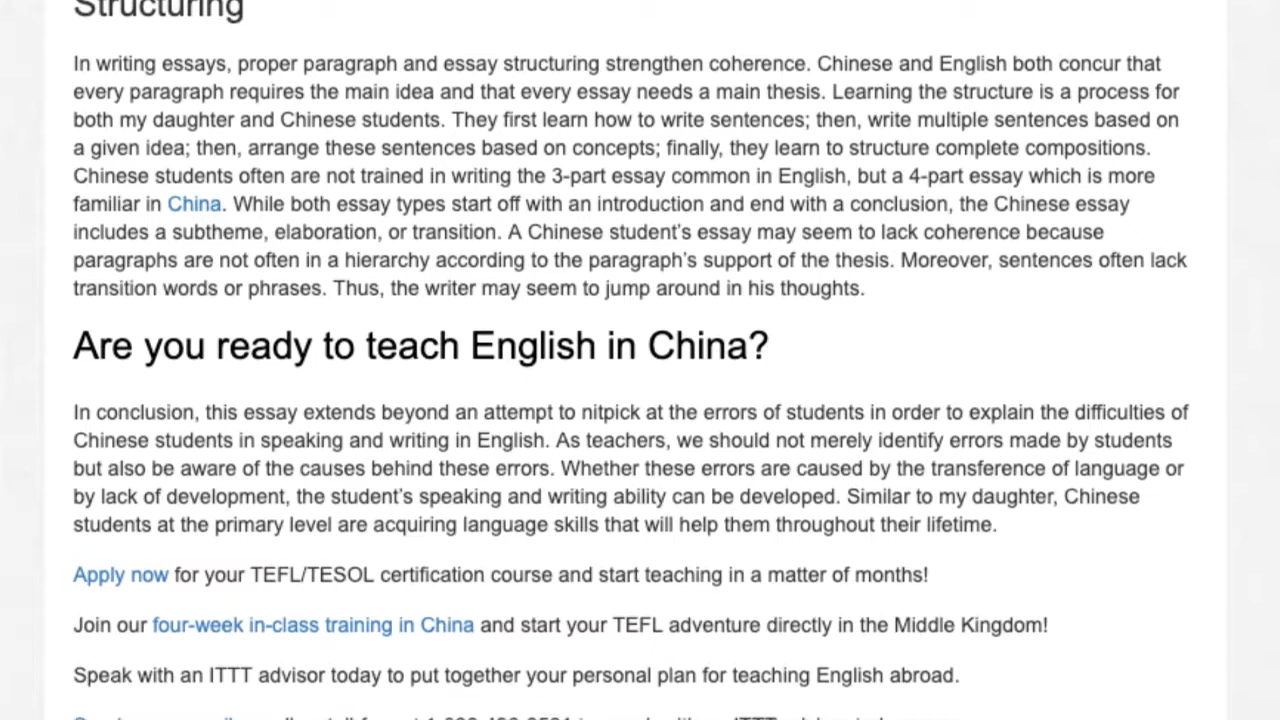 Structuring
In writing essays, proper paragraph and essay structuring strengthen coherence. Chinese and English both concur that
every paragraph requires the main idea and that every essay needs a main thesis. Learning the structure is a process for
both my daughter and Chinese students. They first learn how to write sentences; then, write multiple sentences based on
a given idea; then, arrange these sentences based on concepts; finally, they learn to structure complete compositions.
Chinese students often are not trained in writing the 3-part essay common in English, but a 4-part essay which is more
familiar in China. While both essay types start off with an introduction and end with a conclusion, the Chinese essay
includes a subtheme, elaboration, or transition. A Chinese student’s essay may seem to lack coherence because
paragraphs are not often in a hierarchy according to the paragraph’s support of the thesis. Moreover, sentences often lack
transition words or phrases. Thus, the writer may seem to jump around in his thoughts.
Are you ready to teach English in China?
In conclusion, this essay extends beyond an attempt to nitpick at the errors of students in order to explain the difficulties of
Chinese students in speaking and writing in English. As teachers, we should not merely identify errors made by students
but also be aware of the causes behind these errors. Whether these errors are caused by the transference of language or
by lack of development, the student’s speaking and writing ability can be developed. Similar to my daughter, Chinese
students at the primary level are acquiring language skills that will help them throughout their lifetime.
Apply now for your TEFL/TESOL certification course and start teaching in a matter of months!
Join our four-week in-class training in China and start your TEFL adventure directly in the Middle Kingdom!
Speak with an ITTT advisor today to put together your personal plan for teaching English abroad.